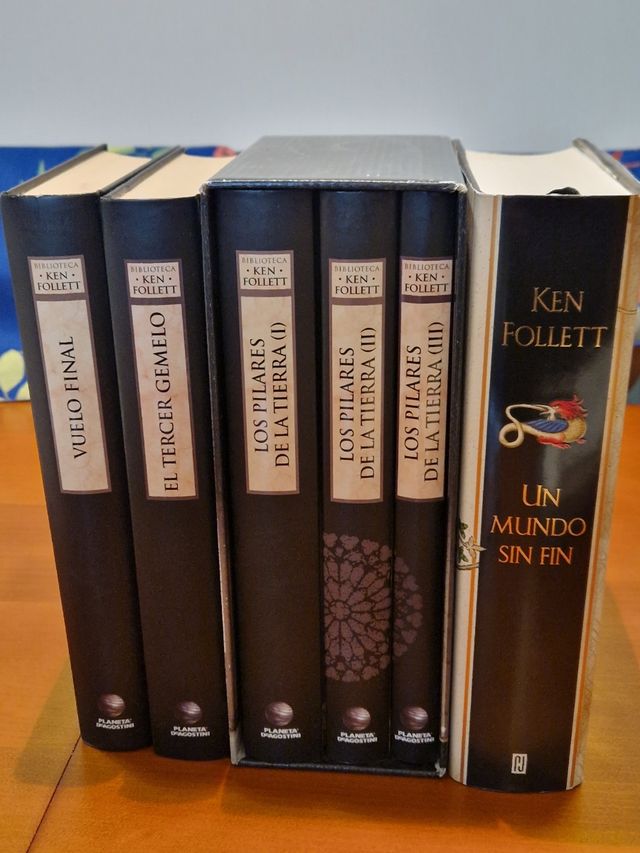 BIBLIOTECA
· KEN ·
FOLLETT
VUELO FINAL
PLANETA
DeAGOSTINI
BIBLIOTECA
· KEN ·
FOLLETT
EL TERCER GEMELO
PLANETA
DeAGOSTINI
BIBLIOTECA
· KEN ·
FOLLETT
LOS PILARES
DE LA TIERRA (I)
PLANETA
DeAGOSTINI
BIBLIOTECA
· KEN ·
FOLLETT
LOS PILARES
DE LA TIERRA (II)
PLANETA
DeAGOSTINI
BIBLIOTECA
· KEN ·
FOLLETT
LOS PILARES
DE LA TIERRA (III)
PLANETA
DeAGOSTINI
KEN
FOLLETT
UN
MUNDO
SIN FIN